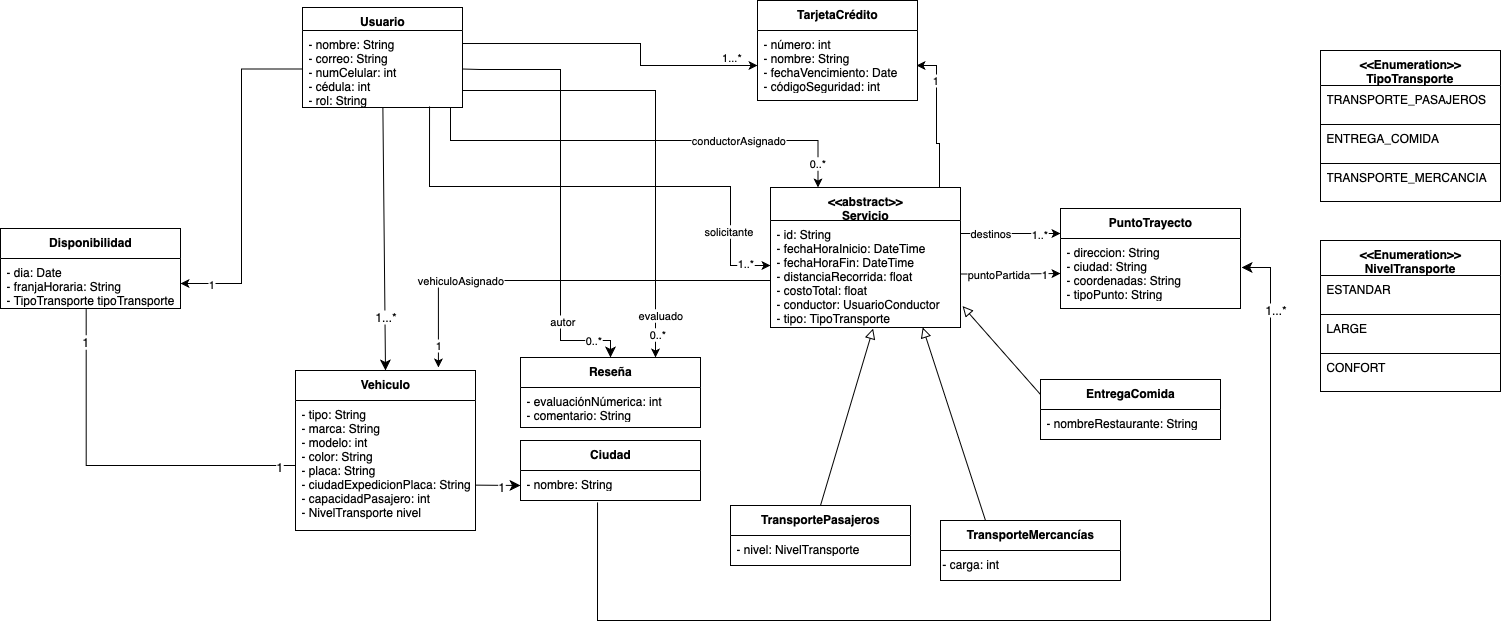 Usuario
- nombre: String
- correo: String
- numCelular: int
- cédula: int
- rol: String
TarjetaCrédito
- número: int
- nombre: String
- fechaVencimiento: Date
- códigoSeguridad: int
1...*
1
<<Enumeration>>
TipoTransporte
TRANSPORTE_PASAJEROS
ENTREGA_COMIDA
TRANSPORTE_MERCANCIA
conductorAsignado
0..*
<<abstract>>
Servicio
- id: String
- fechaHoraInicio: DateTime
- fechaHoraFin: DateTime
- distanciaRecorrida: float
- costoTotal: float
- conductor: UsuarioConductor
- tipo: TipoTransporte
solicitante
1..*
destinos
1..*
puntoPartida
1
PuntoTrayecto
- direccion: String
- ciudad: String
- coordenadas: String
- tipoPunto: String
1...*
Disponibilidad
- dia: Date
- franjaHoraria: String
- TipoTransporte tipoTransporte
1
1
1
<<Enumeration>>
NivelTransporte
ESTANDAR
LARGE
CONFORT
vehiculoAsignado
1
1...*
autor
0..*
evaluado
0..*
Vehiculo
- tipo: String
- marca: String
- modelo: int
- color: String
- placa: String
- ciudadExpedicionPlaca: String
- capacidadPasajero: int
- NivelTransporte nivel
Reseña
- evaluaciónNúmerica: int
- comentario: String
1
Ciudad
- nombre: String
EntregaComida
- nombreRestaurante: String
TransportePasajeros
- nivel: NivelTransporte
TransporteMercancías
- carga: int